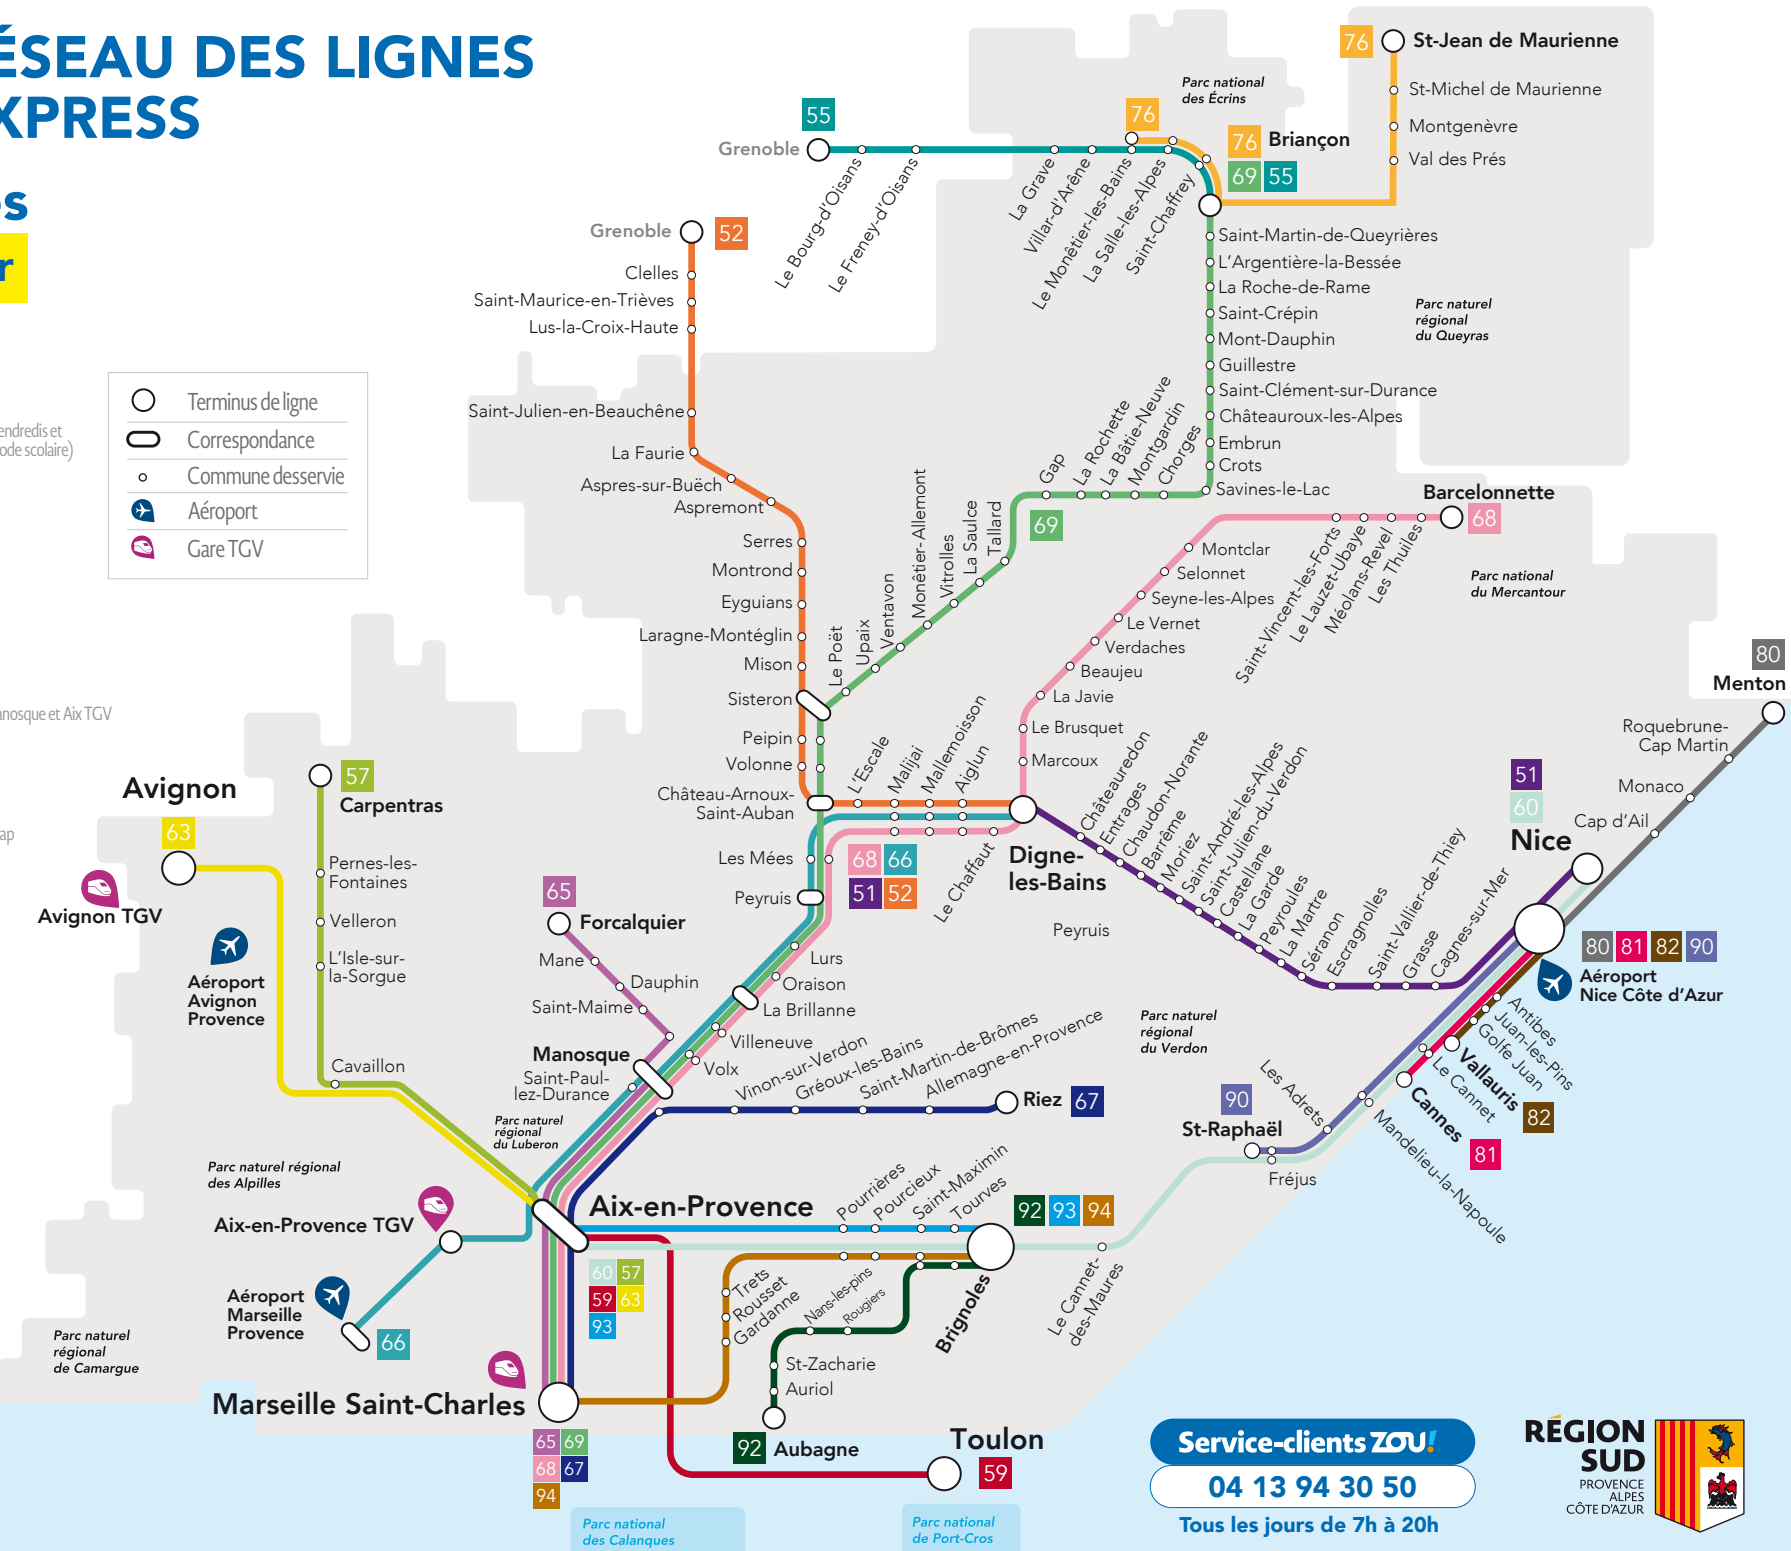 ÉSEAU DES LIGNES
XPRESS
es
r
endredis et
ode scolaire)
Terminus de ligne
Correspondance
Commune desservie
Aéroport
Gare TGV
anosque et Aix TGV
ap
76
St-Jean de Maurienne
St-Michel de Maurienne
Montgenèvre
Val des Prés
Parc national
des Écrins
55
Grenoble
76
76
Briançon
69
55
Le Bourg-d'Oisans
Le Freney-d'Oisans
La Grave
Villar-d'Arêne
Le Monêtier-les-Bains
La Salle-les-Alpes
Saint-Chaffrey
Grenoble
52
Clelles
Saint-Maurice-en-Trièves
Lus-la-Croix-Haute
Saint-Julien-en-Beauchêne
La Faurie
Aspres-sur-Buëch
Aspremont
Serres
Montrond
Eyguians
Laragne-Montéglin
Mison
Sisteron
Peipin
Volonne
Château-Arnoux-
Saint-Auban
Les Mées
Peyruis
Saint-Martin-de-Queyrières
L'Argentière-la-Bessée
La Roche-de-Rame
Saint-Crépin
Mont-Dauphin
Guillestre
Saint-Clément-sur-Durance
Châteauroux-les-Alpes
Embrun
Crots
Savines-le-Lac
Parc naturel
régional
du Queyras
Chorges
Montgardin
La Bâtie-Neuve
La Rochette
Gap
69
Tallard
La Saulce
Vitrolles
Monêtier-Allemont
Ventavon
Upaix
Le Poët
Barcelonnette
68
Les Thuiles
Méolans-Revel
Le Lauzet-Ubaye
Saint-Vincent-les-Forts
Montclar
Selonnet
Seyne-les-Alpes
Le Vernet
Verdaches
Beaujeu
La Javie
Le Brusquet
Marcoux
Parc national
du Mercantour
L'Escale
Malijai
Mallemoisson
Aiglun
Le Chaffaut
68
66
51
52
Digne-
les-Bains
Peyruis
Châteauredon
Entrages
Chaudon-Norante
Barrême
Moriez
Saint-André-les-Alpes
Saint-Julien-du-Verdon
Castellane
La Garde
Peyroules
La Martre
Séranon
Escragnolles
Saint-Vallier-de-Thiey
Grasse
Cagnes-sur-Mer
80
Menton
Roquebrune-
Cap Martin
Monaco
Cap d'Ail
51
60
Nice
80
81
82
90
Aéroport
Nice Côte d'Azur
Antibes
Juan-les-Pins
Golfe Juan
Vallauris
82
Le Cannet
Cannes
81
Mandelieu-la-Napoule
Les Adrets
90
St-Raphaël
Fréjus
Le Cannet-
des-Maures
Parc naturel
régional
du Verdon
Avignon
63
Avignon TGV
Aéroport
Avignon
Provence
57
Carpentras
Pernes-les-
Fontaines
Velleron
L'Isle-sur-
la-Sorgue
Cavaillon
65
Forcalquier
Mane
Dauphin
Saint-Maime
Manosque
Saint-Paul-
lez-Durance
Lurs
Oraison
La Brillanne
Villeneuve
Volx
Vinon-sur-Verdon
Gréoux-les-Bains
Saint-Martin-de-Brômes
Allemagne-en-Provence
Riez
67
Parc naturel
régional
du Luberon
Parc naturel régional
des Alpilles
Aix-en-Provence TGV
Aéroport
Marseille
Provence
66
Parc naturel
régional
de Camargue
Aix-en-Provence
60
57
59
63
93
Pourrières
Pourcieux
Saint-Maximin
Tourves
92
93
94
Brignoles
Trets
Rousset
Gardanne
Nans-les-pins
Rougiers
St-Zacharie
Auriol
92
Aubagne
Marseille Saint-Charles
65
69
68
67
94
Toulon
59
Parc national
des Calanques
Parc national
de Port-Cros
Service-clients ZOU!
04 13 94 30 50
Tous les jours de 7h à 20h
RÉGION
SUD
PROVENCE
ALPES
CÔTE D'AZUR